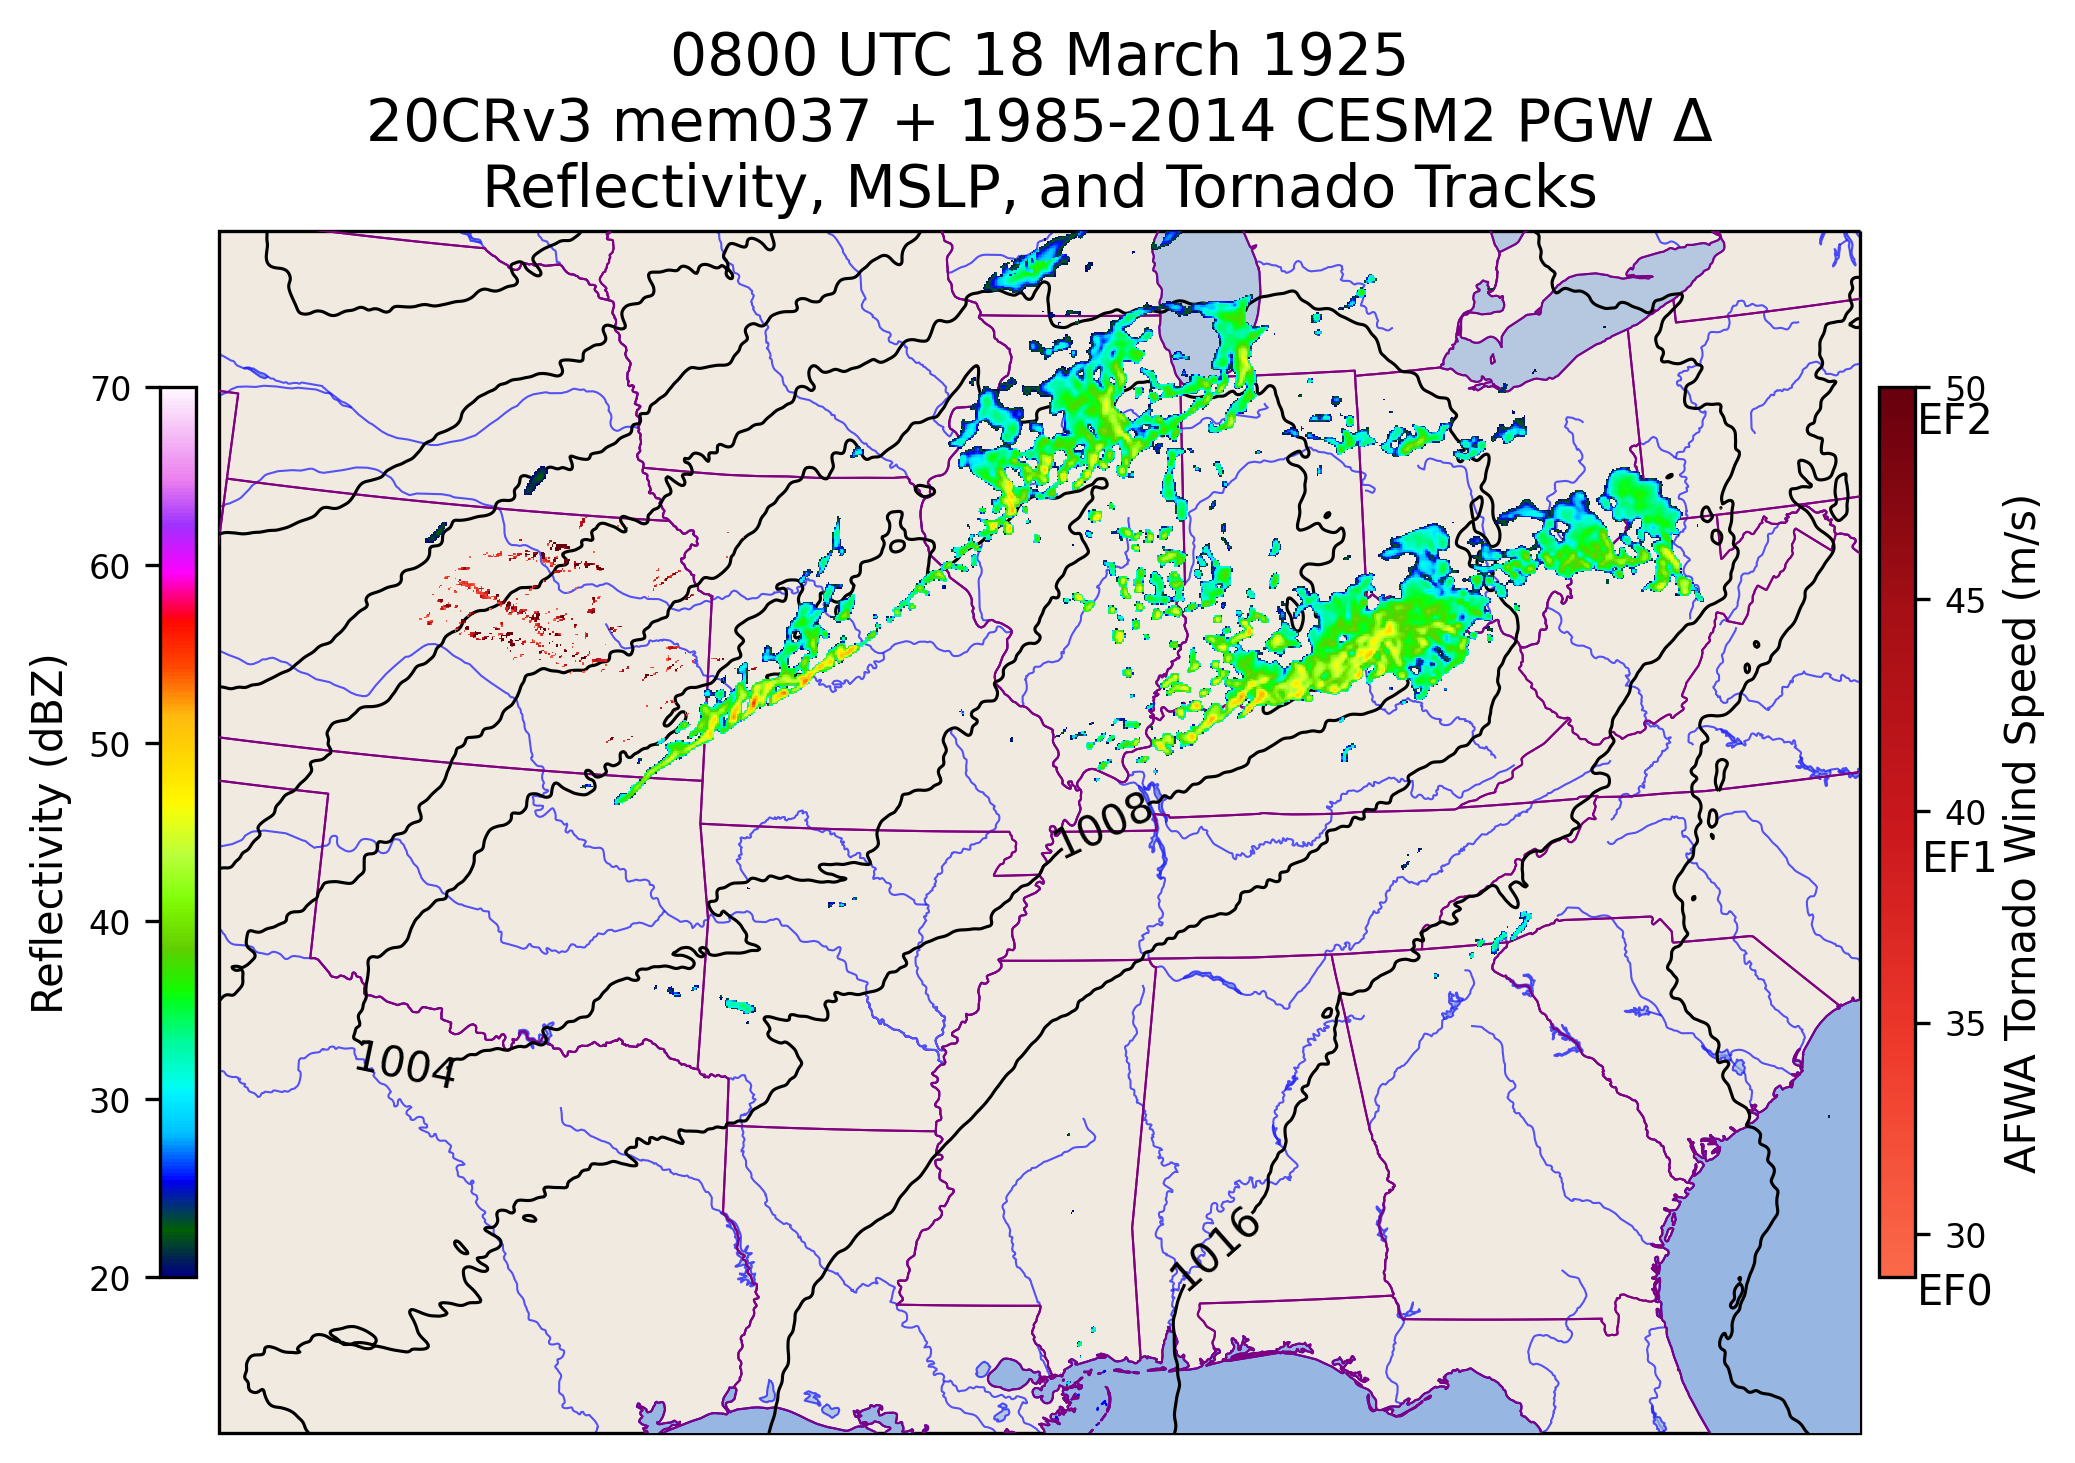 0800 UTC 18 March 1925
20CRv3 mem037 + 1985-2014 CESM2 PGW Δ
Reflectivity, MSLP, and Tornado Tracks
70
60
50
40
30
20
Reflectivity (dBZ)
1008
1004
1016
50
EF2
45
40
EF1
35
30
EF0
AFWA Tornado Wind Speed (m/s)